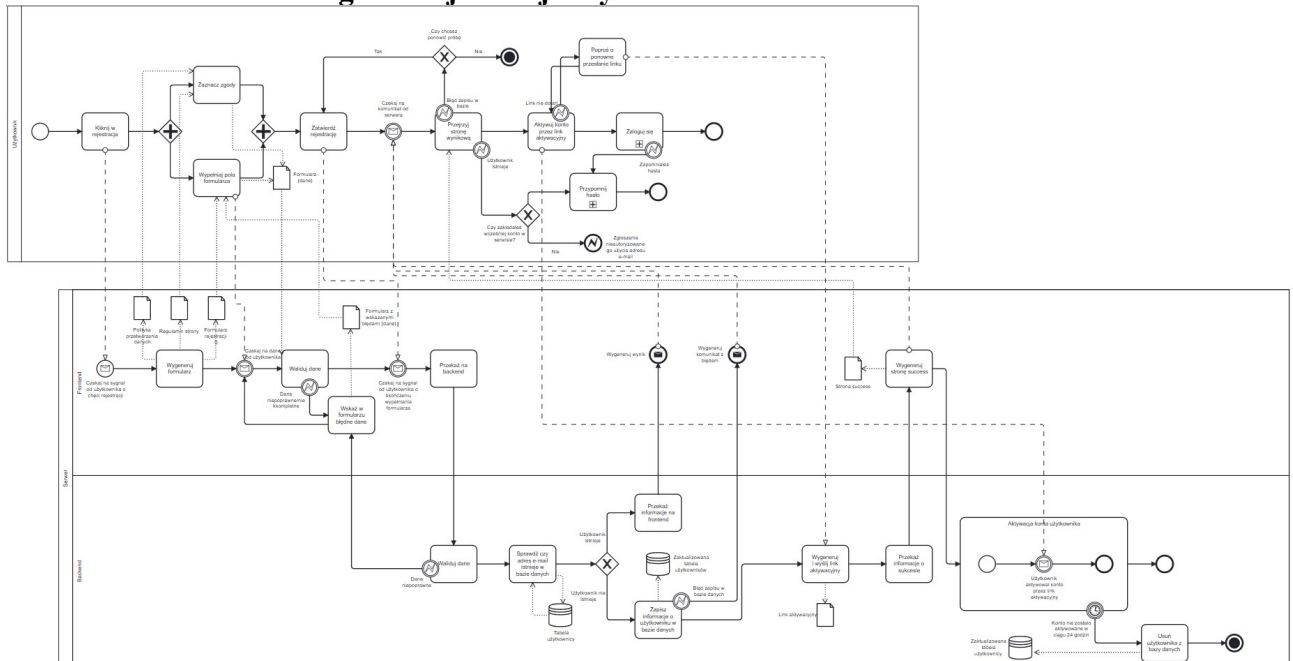 Czy chcesz
ponowić próbę
Tak
Nie
Poproś o
ponowne
przesłanie linku
Zaznacz zgody
Czekaj na
komunikat od
serwera
Błąd zapisu w
bazie
Link nie działa
Użytkownik
Kliknij w
rejestracja
Zatwierdź
rejestrację
Przejrzyj
stronę
wynikową
Aktywuj konto
przez link
aktywacyjny
Zaloguj się
Użytkownik
istnieje
Zapomniałeś
hasła
Wypełniaj pola
formularza
Formularz
(dane)
Przypomnij
hasło
Czy zakładałeś
wcześniej konto w
serwisie?
Nie
Zgłoszenie
nieautoryzowane
go użycia adresu
e-mail
Serwer
Frontend
Polityka
przetwarzania
danych
Regulamin strony
Formularz
rejestracji
Formularz z
wskazanymi
błędami (dane)
Czekaj na sygnał
od użytkownika o
chęci rejestracji
Wygeneruj
formularz
Czekaj na dane
od użytkownika
Waliduj dane
Dane
niepoprawne
Wskaż w
formularzu
błędne dane
Czekaj na sygnał
od użytkownika o
skończeniu
wypełniania
formularza
Przekaż na
backend
Wygeneruj wynik
Wygeneruj
komunikat z
błędem
Strona success
Wygeneruj
stronę success
Backend
Waliduj dane
Dane
niepoprawne
Sprawdź czy
adres e-mail
istnieje w
bazie danych
Tabela
użytkownicy
Użytkownik
istnieje
Użytkownik nie
istnieje
Przekaż
informacje na
frontend
Zaktualizowana
tabela
użytkowników
Zapisz
informacje o
użytkowniku w
bazie danych
Błąd zapisu w
bazie danych
Wygeneruj
i wyślij link
aktywacyjny
Link aktywacyjny
Przekaż
informacje o
sukcesie
Aktywacja konta użytkownika
Użytkownik
aktywował konto
przez link
aktywacyjny
Konto nie zostało
aktywowane w
ciągu 24 godzin
Zaktualizowana
tabela
użytkownicy
Usuń
użytkownika z
bazy danych